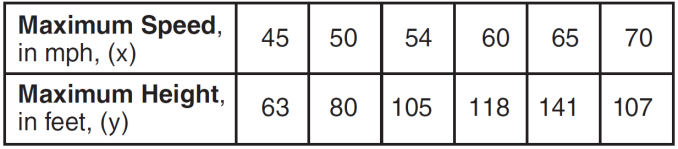 Maximum Speed, in mph, (x) 45 50 54 60 65 70
Maximum Height, in feet, (y) 63 80 105 118 141 107